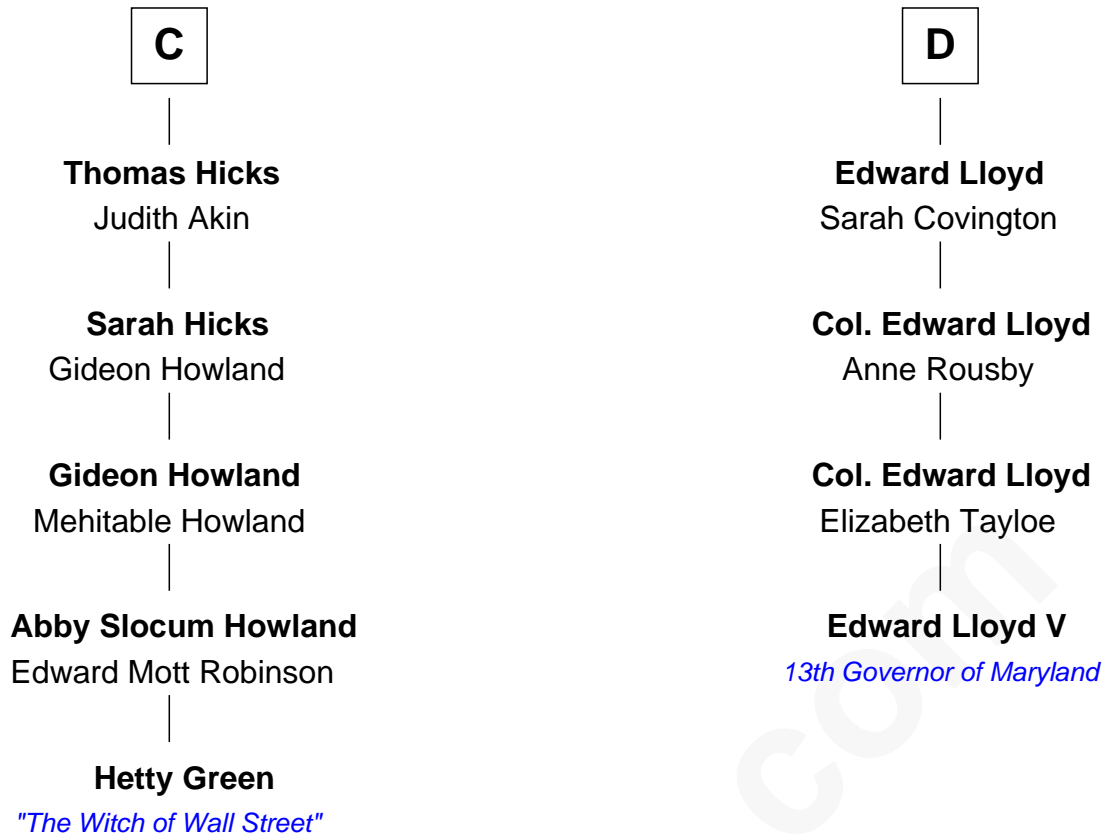 C
Thomas Hicks
Judith Akin
Sarah Hicks
Gideon Howland
Gideon Howland
Mehitable Howland
Abby Slocum Howland
Edward Mott Robinson
Hetty Green
"The Witch of Wall Street"
D
Edward Lloyd
Sarah Covington
Col. Edward Lloyd
Anne Rousby
Col. Edward Lloyd
Elizabeth Tayloe
Edward Lloyd V
13th Governor of Maryland
com